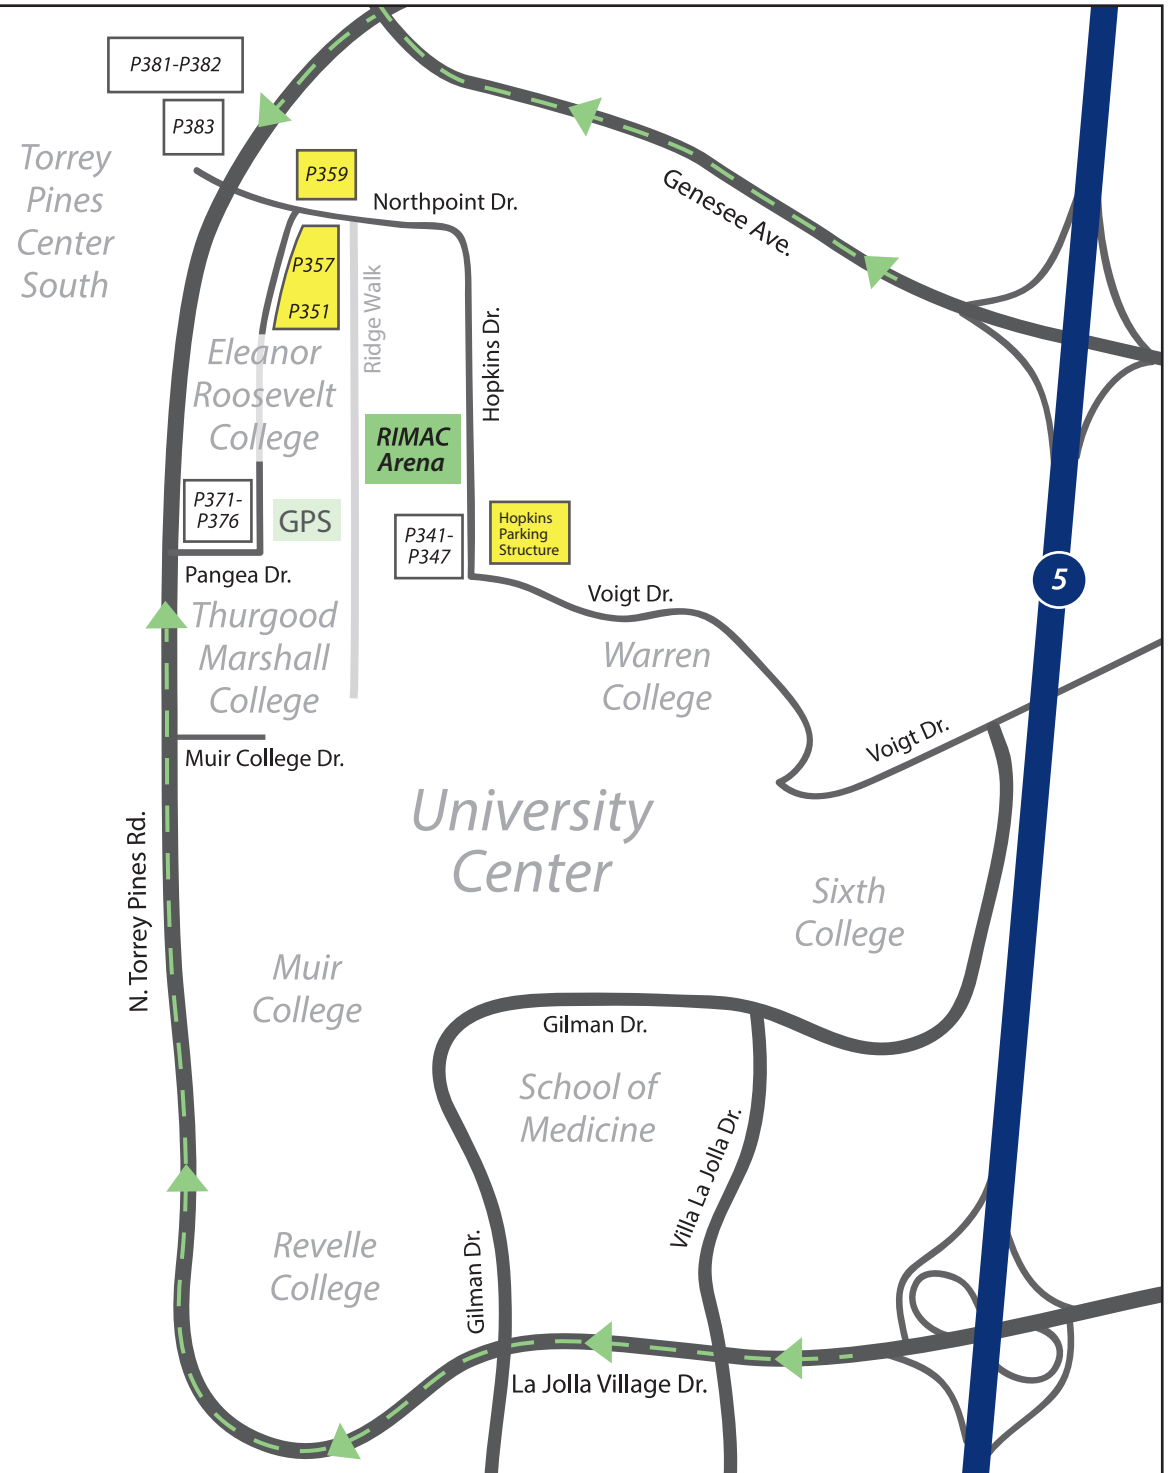 P381-P382
P383
Torrey
Pines
Center
South
P359
Northpoint Dr.
Genesee Ave.
P357
P351
Ridge Walk
Hopkins Dr.
Eleanor
Roosevelt
College
RIMAC
Arena
P371-
P376
GPS
P341-
P347
Hopkins
Parking
Structure
Pangea Dr.
5
Voigt Dr.
Thurgood
Marshall
College
Warren
College
Muir College Dr.
Voigt Dr.
University
Center
N. Torrey Pines Rd.
Sixth
College
Muir
College
Gilman Dr.
School of
Medicine
Villa La Jolla Dr.
Revelle
College
Gilman Dr.
La Jolla Village Dr.